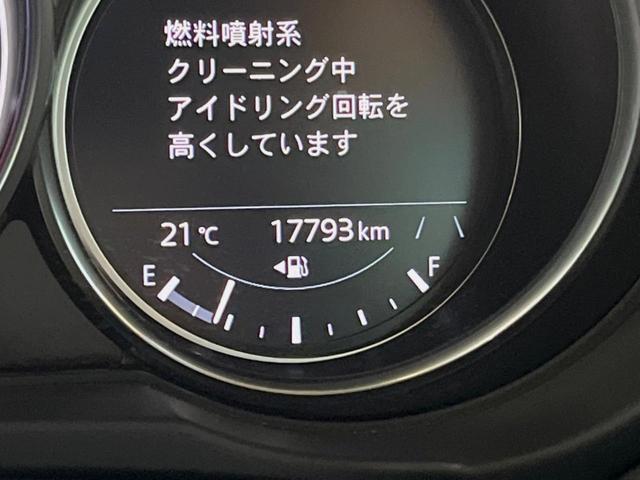 燃料噴射系
クリーニング中
アイドリング回転を
高くしています
21℃ 17793km
E F